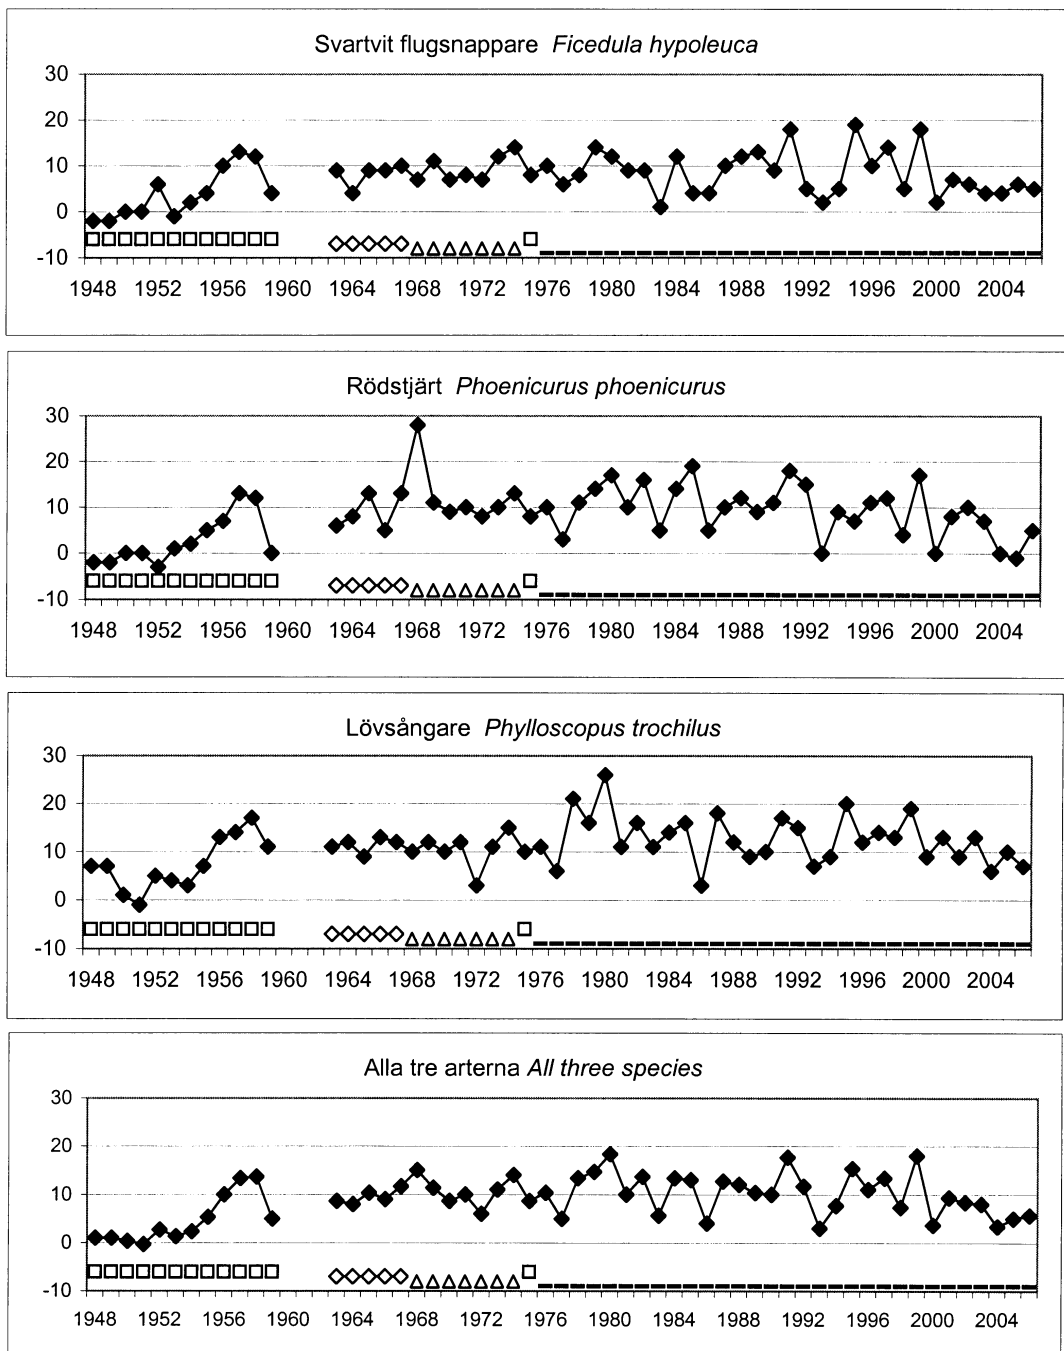 Svartvit flugsnappare Ficedula hypoleuca
30
20
10
0
-10
1948 1952 1956 1960 1964 1968 1972 1976 1980 1984 1988 1992 1996 2000 2004
Rödstjärt Phoenicurus phoenicurus
30
20
10
0
-10
1948 1952 1956 1960 1964 1968 1972 1976 1980 1984 1988 1992 1996 2000 2004
Lövsångare Phylloscopus trochilus
30
20
10
0
-10
1948 1952 1956 1960 1964 1968 1972 1976 1980 1984 1988 1992 1996 2000 2004
Alla tre arterna All three species
30
20
10
0
-10
1948 1952 1956 1960 1964 1968 1972 1976 1980 1984 1988 1992 1996 2000 2004